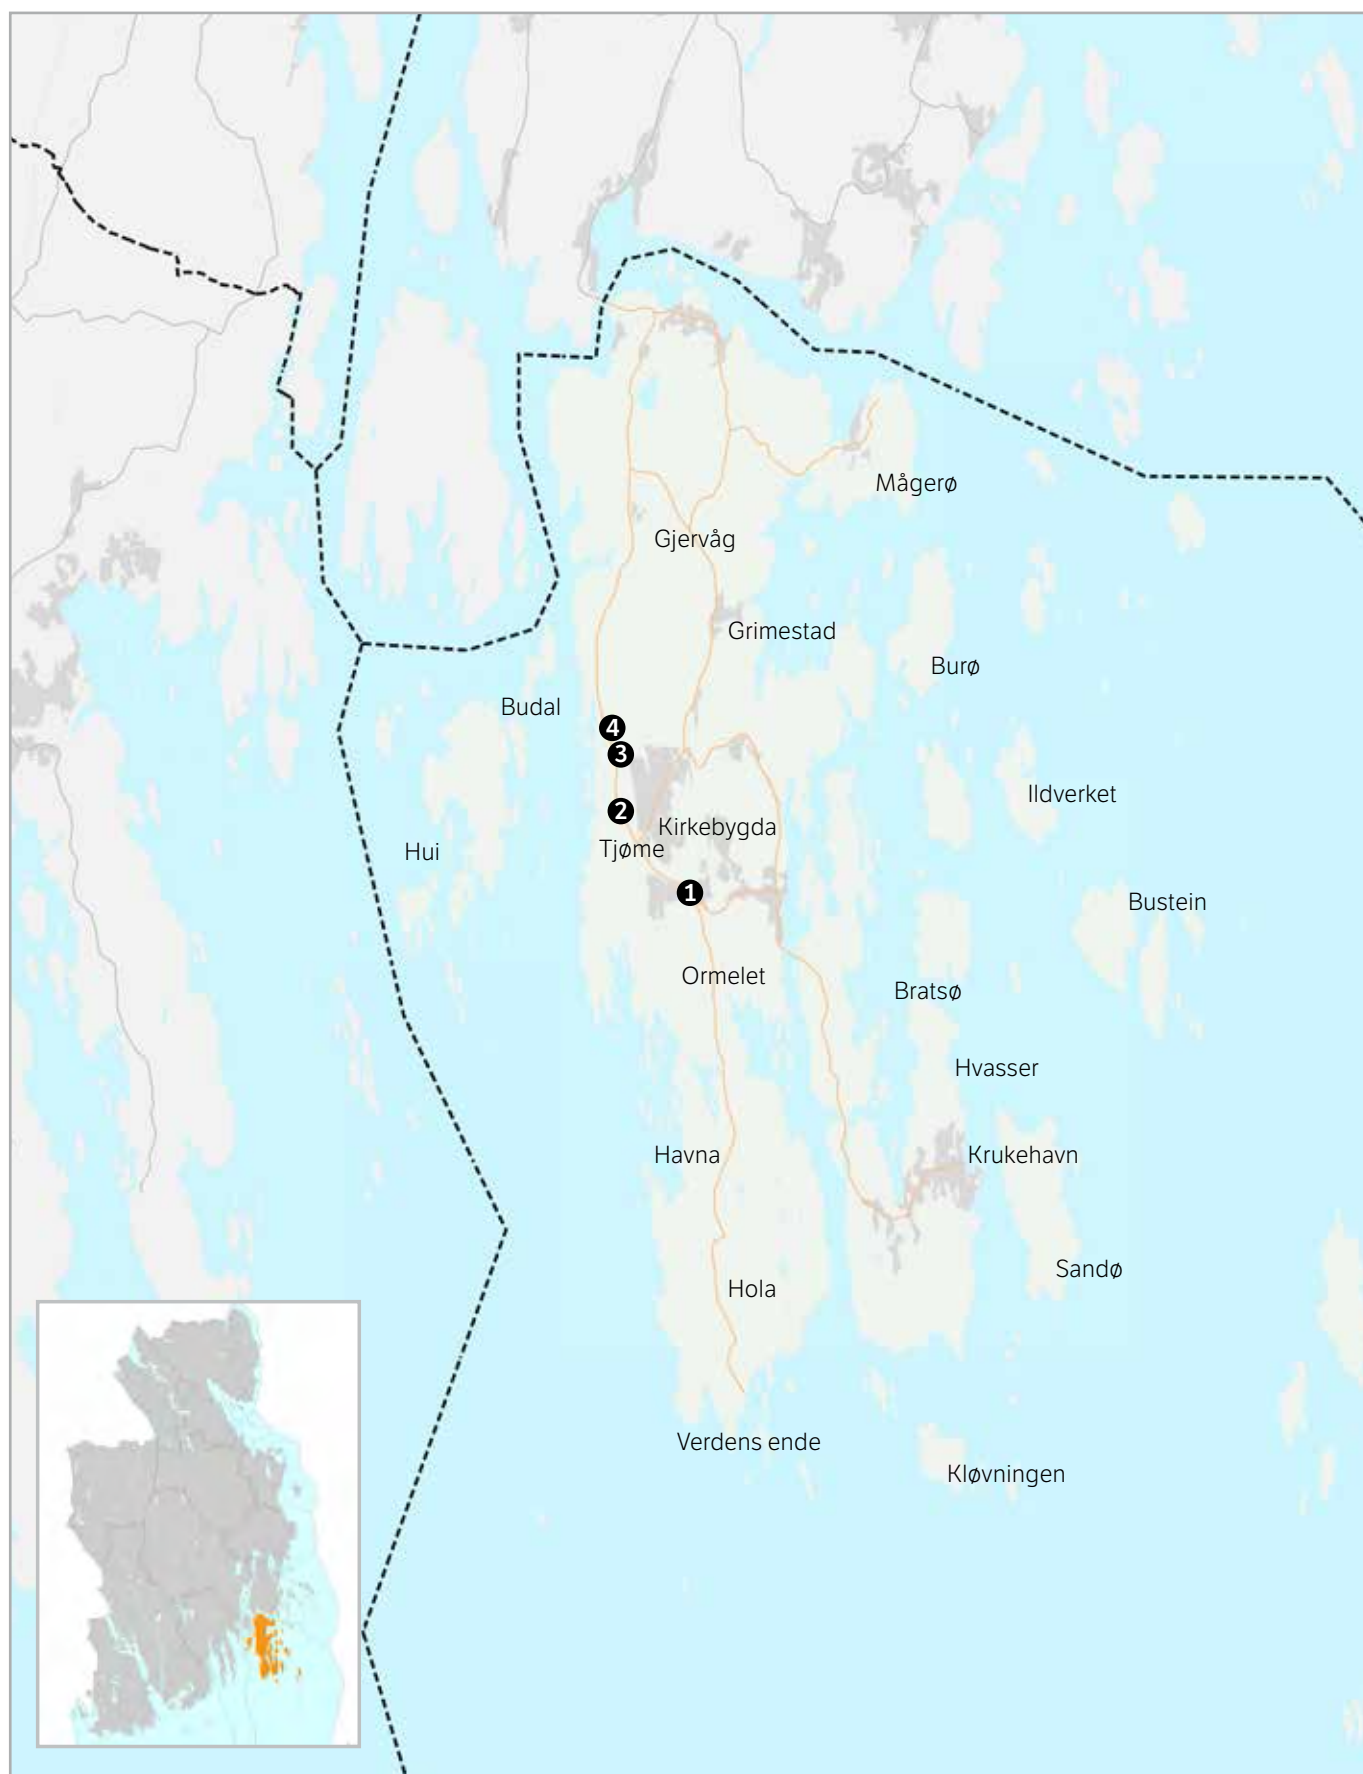 Mågerø
Gjervåg
Grimestad
Burø
Budal
4
3
Ildverket
2
Kirkebygda
Tjøme
Hui
1
Bustein
Ormelet
Bratsø
Hvasser
Havna
Krukehavn
Sandø
Hola
Verdens ende
Kløvningen